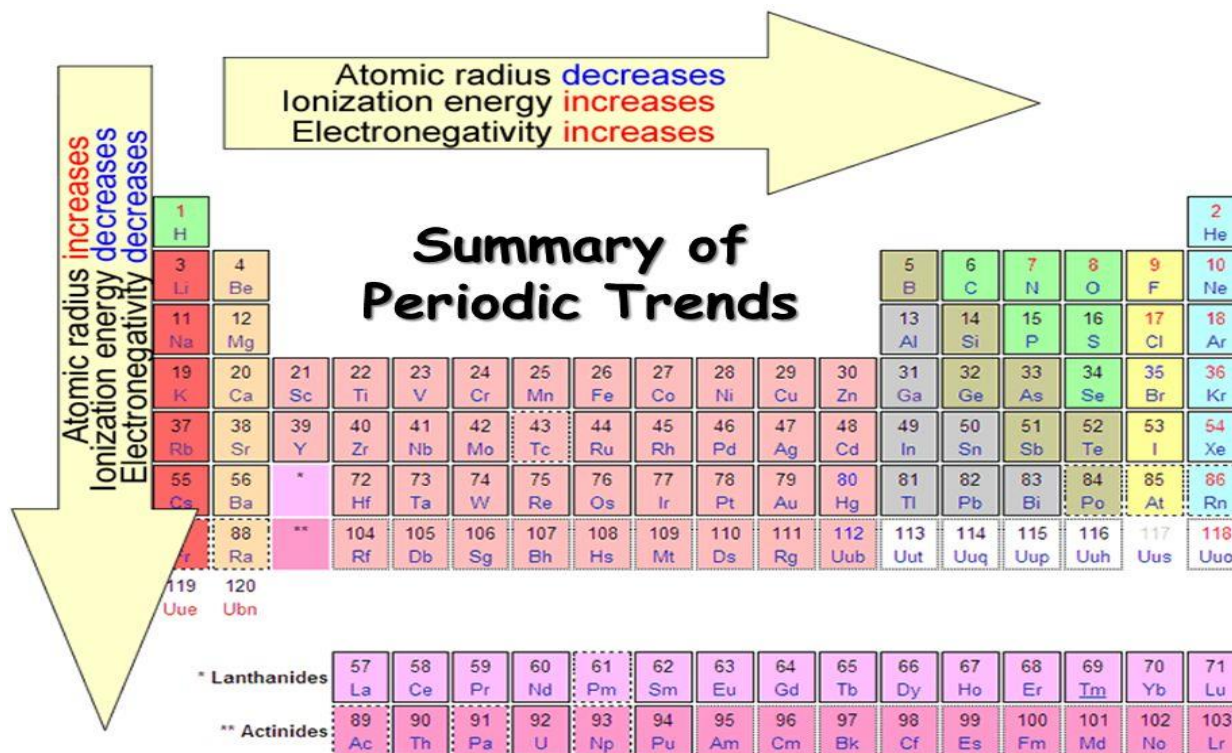 Atomic radius decreases
Ionization energy increases
Electronegativity increases
Atomic radius increases
Ionization energy decreases
Electronegativity decreases
Summary of
Periodic Trends
1 2
H He
3 4 5 6 7 8 9 10
Li Be B C N O F Ne
11 12 13 14 15 16 17 18
Na Mg Al Si P S Cl Ar
19 20 21 22 23 24 25 26 27 28 29 30 31 32 33 34 35 36
K Ca Sc Ti V Cr Mn Fe Co Ni Cu Zn Ga Ge As Se Br Kr
37 38 39 40 41 42 43 44 45 46 47 48 49 50 51 52 53 54
Rb Sr Y Zr Nb Mo Tc Ru Rh Pd Ag Cd In Sn Sb Te I Xe
55 56 * 72 73 74 75 76 77 78 79 80 81 82 83 84 85 86
Cs Ba Hf Ta W Re Os Ir Pt Au Hg Tl Pb Bi Po At Rn
88 ** 104 105 106 107 108 109 110 111 112 113 114 115 116 117 118
Fr Ra Rf Db Sg Bh Hs Mt Ds Rg Uub Uut Uuq Uup Uuh Uus Uuo
119 120
Uue Ubn
57 58 59 60 61 62 63 64 65 66 67 68 69 70 71
* Lanthanides La Ce Pr Nd Pm Sm Eu Gd Tb Dy Ho Er Tm Yb Lu
89 90 91 92 93 94 95 96 97 98 99 100 101 102 103
** Actinides Ac Th Pa U Np Pu Am Cm Bk Cf Es Fm Md No Lr